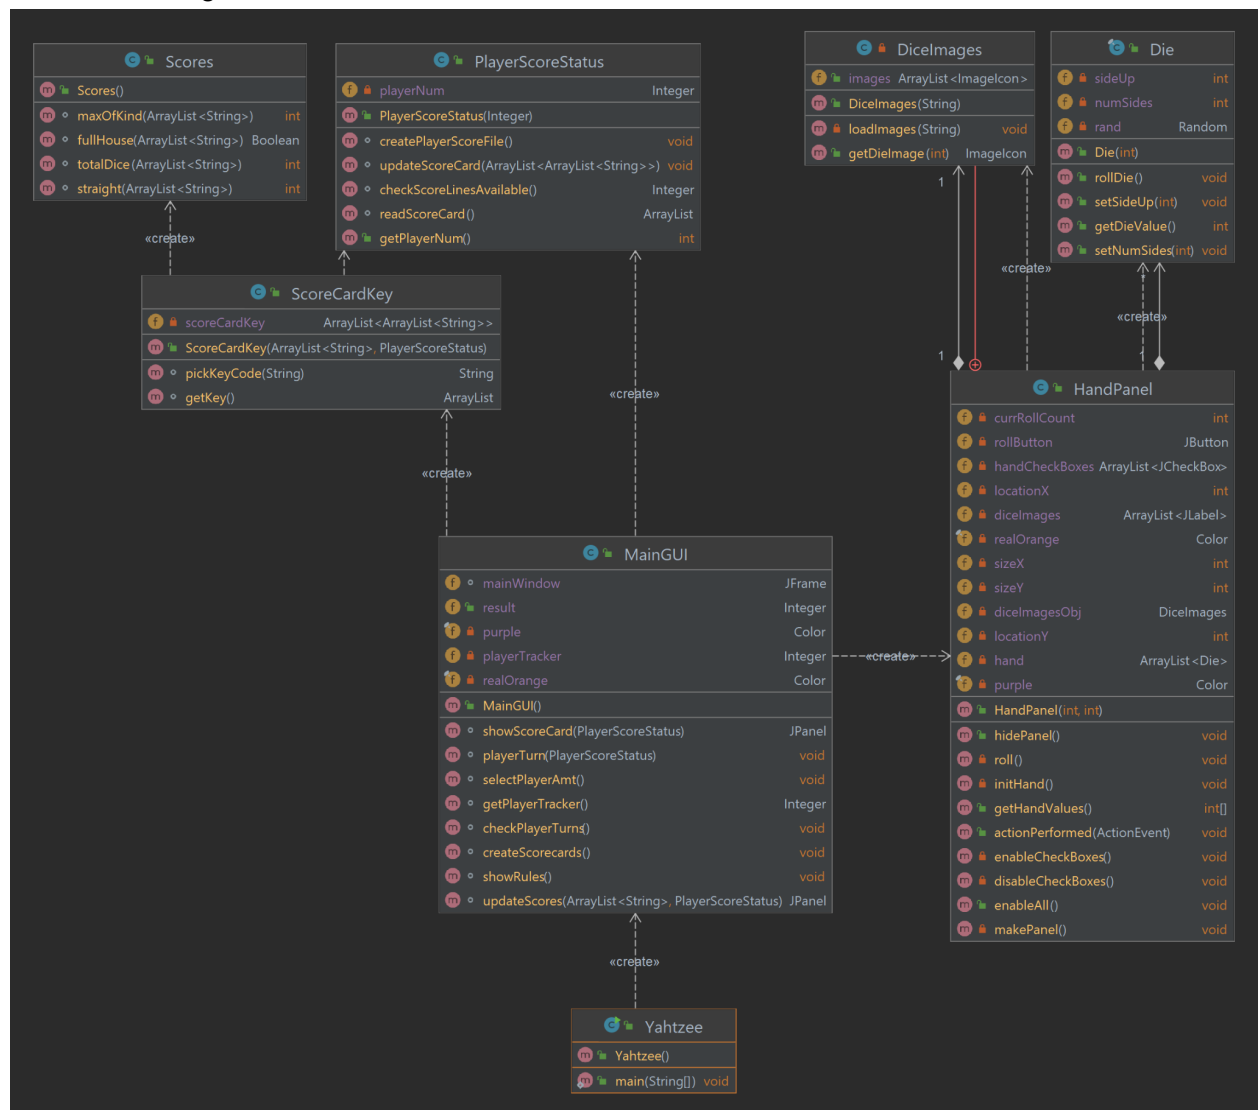 Scores
Scores()
maxOfKind(ArrayList<String>) int
fullHouse(ArrayList<String>) Boolean
totalDice(ArrayList<String>) int
straight(ArrayList<String>) int
PlayerScoreStatus
playerNum Integer
PlayerScoreStatus(Integer)
createPlayerScoreFile() void
updateScoreCard(ArrayList<ArrayList<String>>) void
checkScoreLinesAvailable() Integer
readScoreCard() ArrayList
getPlayerNum() int
DiceImages
images ArrayList<ImageIcon>
DiceImages(String)
loadImages(String) void
getDieImage(int) ImageIcon
Die
sideUp int
numSides int
rand Random
Die(int)
rollDie() void
setSideUp(int) void
getDieValue() int
setNumSides(int) void
1
«create»
«create»
«create»
1
1
ScoreCardKey
scoreCardKey ArrayList<ArrayList<String>>
ScoreCardKey(ArrayList<String>, PlayerScoreStatus)
pickKeyCode(String) String
getKey() ArrayList
«create»
«create»
HandPanel
currRollCount int
rollButton JButton
handCheckBoxes ArrayList<JCheckBox>
locationX int
diceImages ArrayList<JLabel>
realOrange Color
sizeX int
sizeY int
diceImagesObj DiceImages
locationY int
hand ArrayList<Die>
purple Color
HandPanel(int, int)
hidePanel() void
roll() void
initHand() void
getHandValues() int[]
actionPerformed(ActionEvent) void
enableCheckBoxes() void
disableCheckBoxes() void
enableAll() void
makePanel() void
MainGUI
mainWindow JFrame
result Integer
purple Color
playerTracker Integer
realOrange Color
MainGUI()
showScoreCard(PlayerScoreStatus) JPanel
playerTurn(PlayerScoreStatus) void
selectPlayerAmt() void
getPlayerTracker() Integer
checkPlayerTurns() void
createScorecards() void
showRules() void
updateScores(ArrayList<String>, PlayerScoreStatus) JPanel
«create»
«create»
Yahtzee
Yahtzee()
main(String[]) void